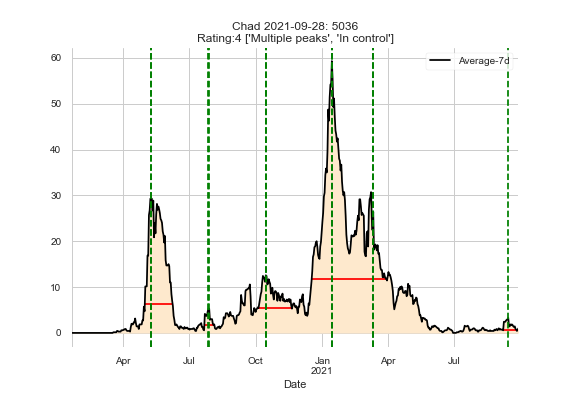 Chad 2021-09-28: 5036
Rating:4 ['Multiple peaks', 'In control']
Average-7d
60
50
40
30
20
10
0
Apr
Jul
Oct
Jan
2021
Apr
Jul
Date